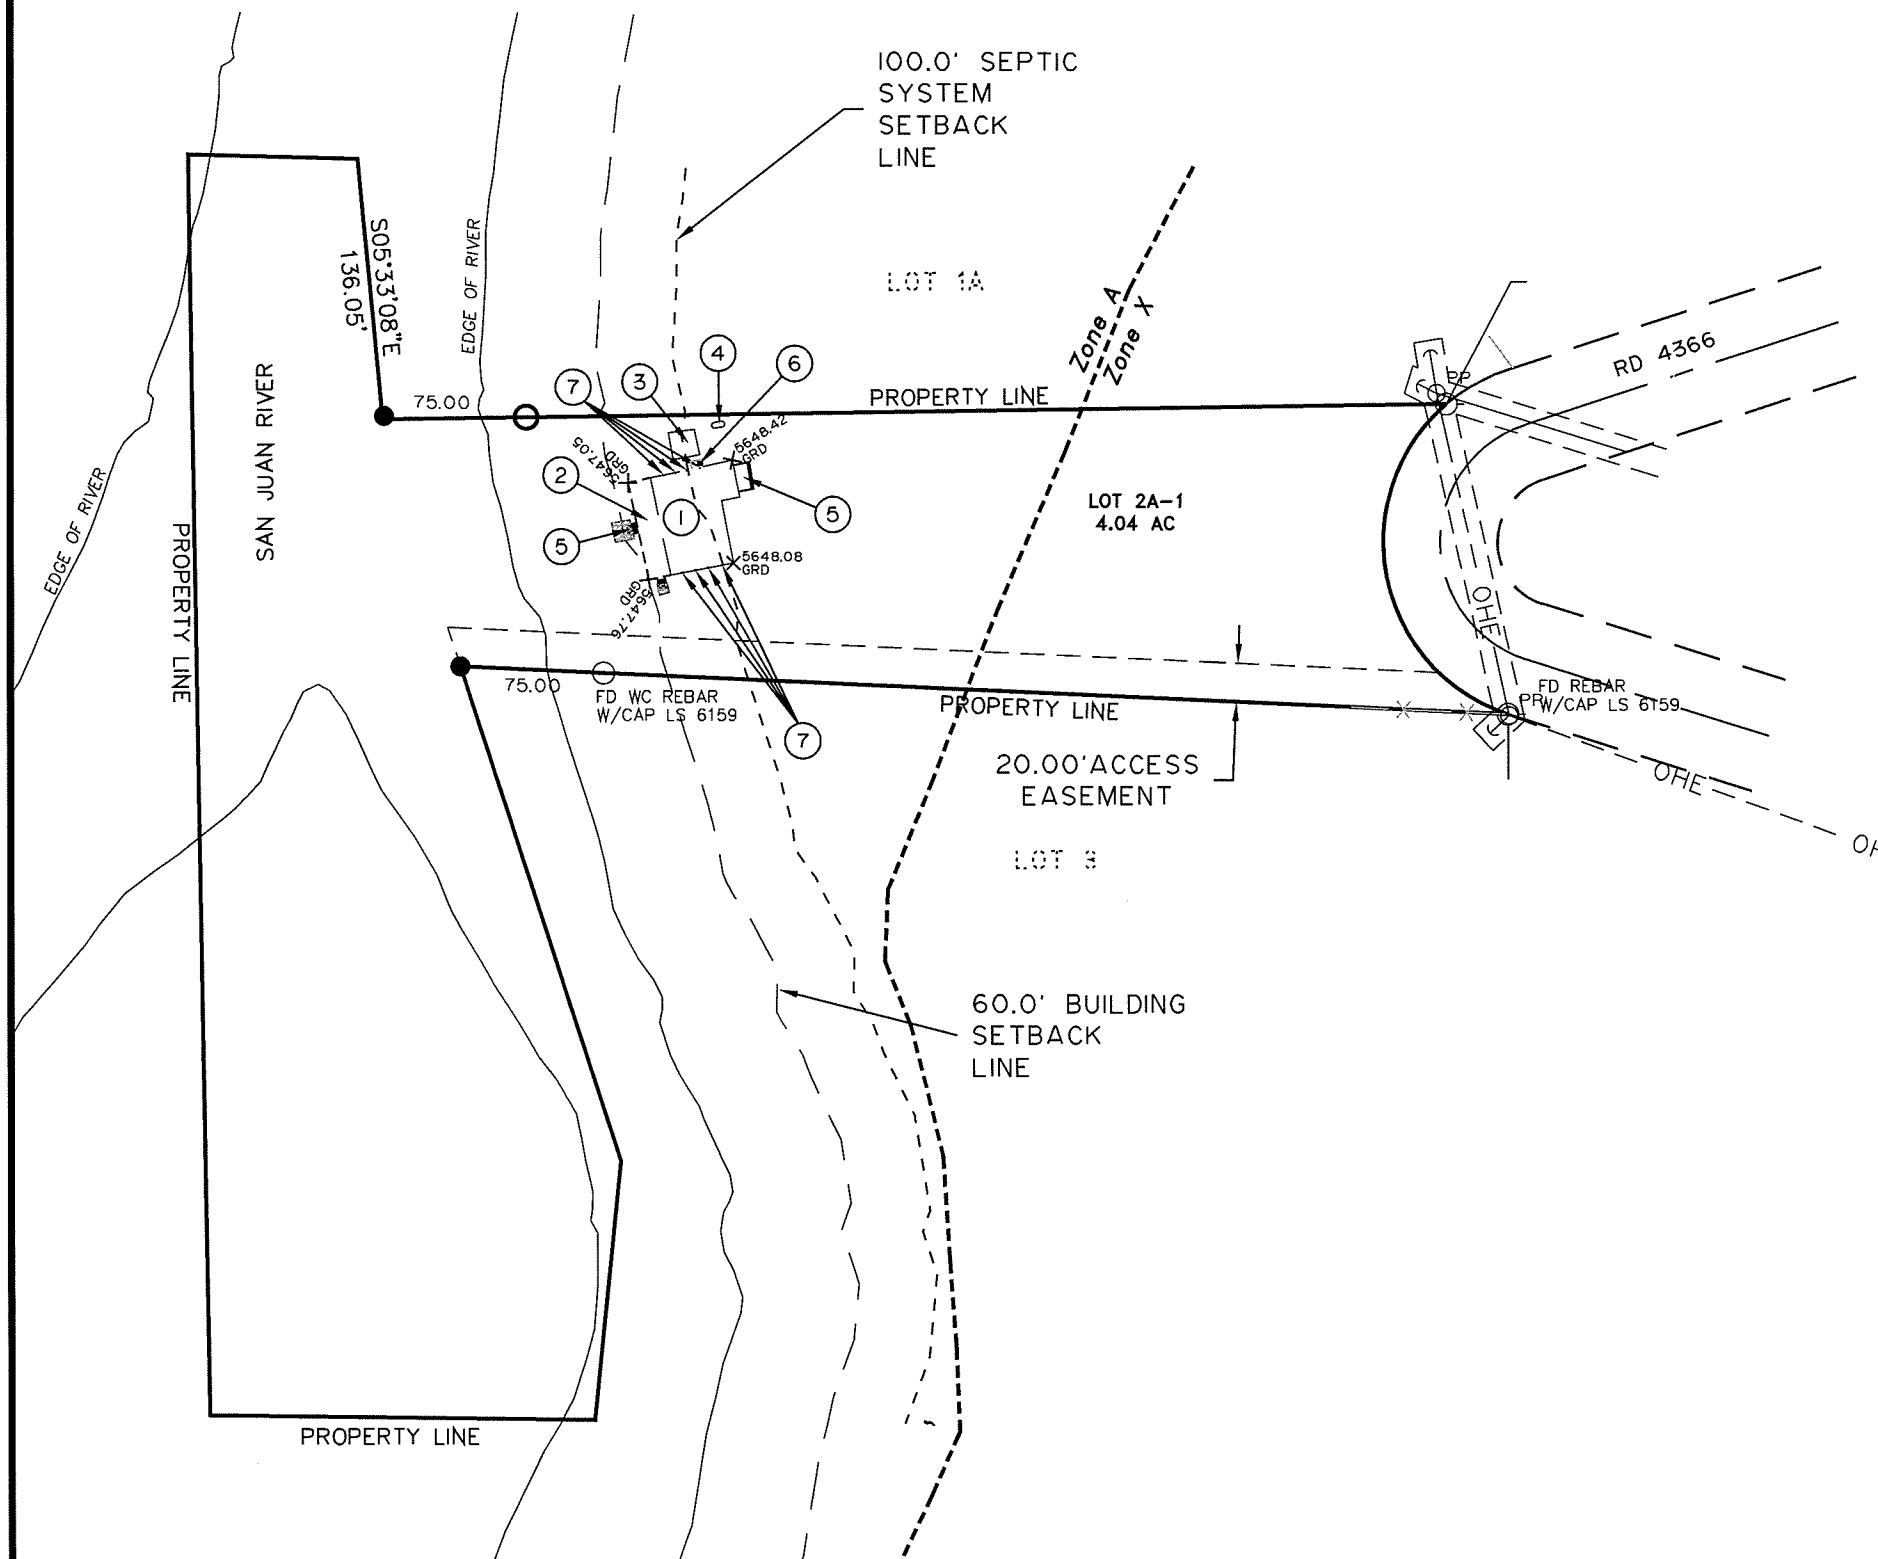 100.0' SEPTIC
SYSTEM
SETBACK
LINE
S05°33'08"E
136.05'
EDGE OF RIVER
LOT 1A
Zone A
Zone X
RD 4366
PP
SAN JUAN RIVER
75.00
PROPERTY LINE
4
6
3
7
5648.42
GRD
5647.05
GRD
2
1
5
5
LOT 2A-1
4.04 AC
EDGE OF RIVER
PROPERTY LINE
5648.08
GRD
GRD
5647.76
OHE
75.00
FD WC REBAR
W/CAP LS 6159
PROPERTY LINE
PP
FD REBAR
W/CAP LS 6159
7
20.00'ACCESS
EASEMENT
OHE
LOT 3
60.0' BUILDING
SETBACK
LINE
PROPERTY LINE